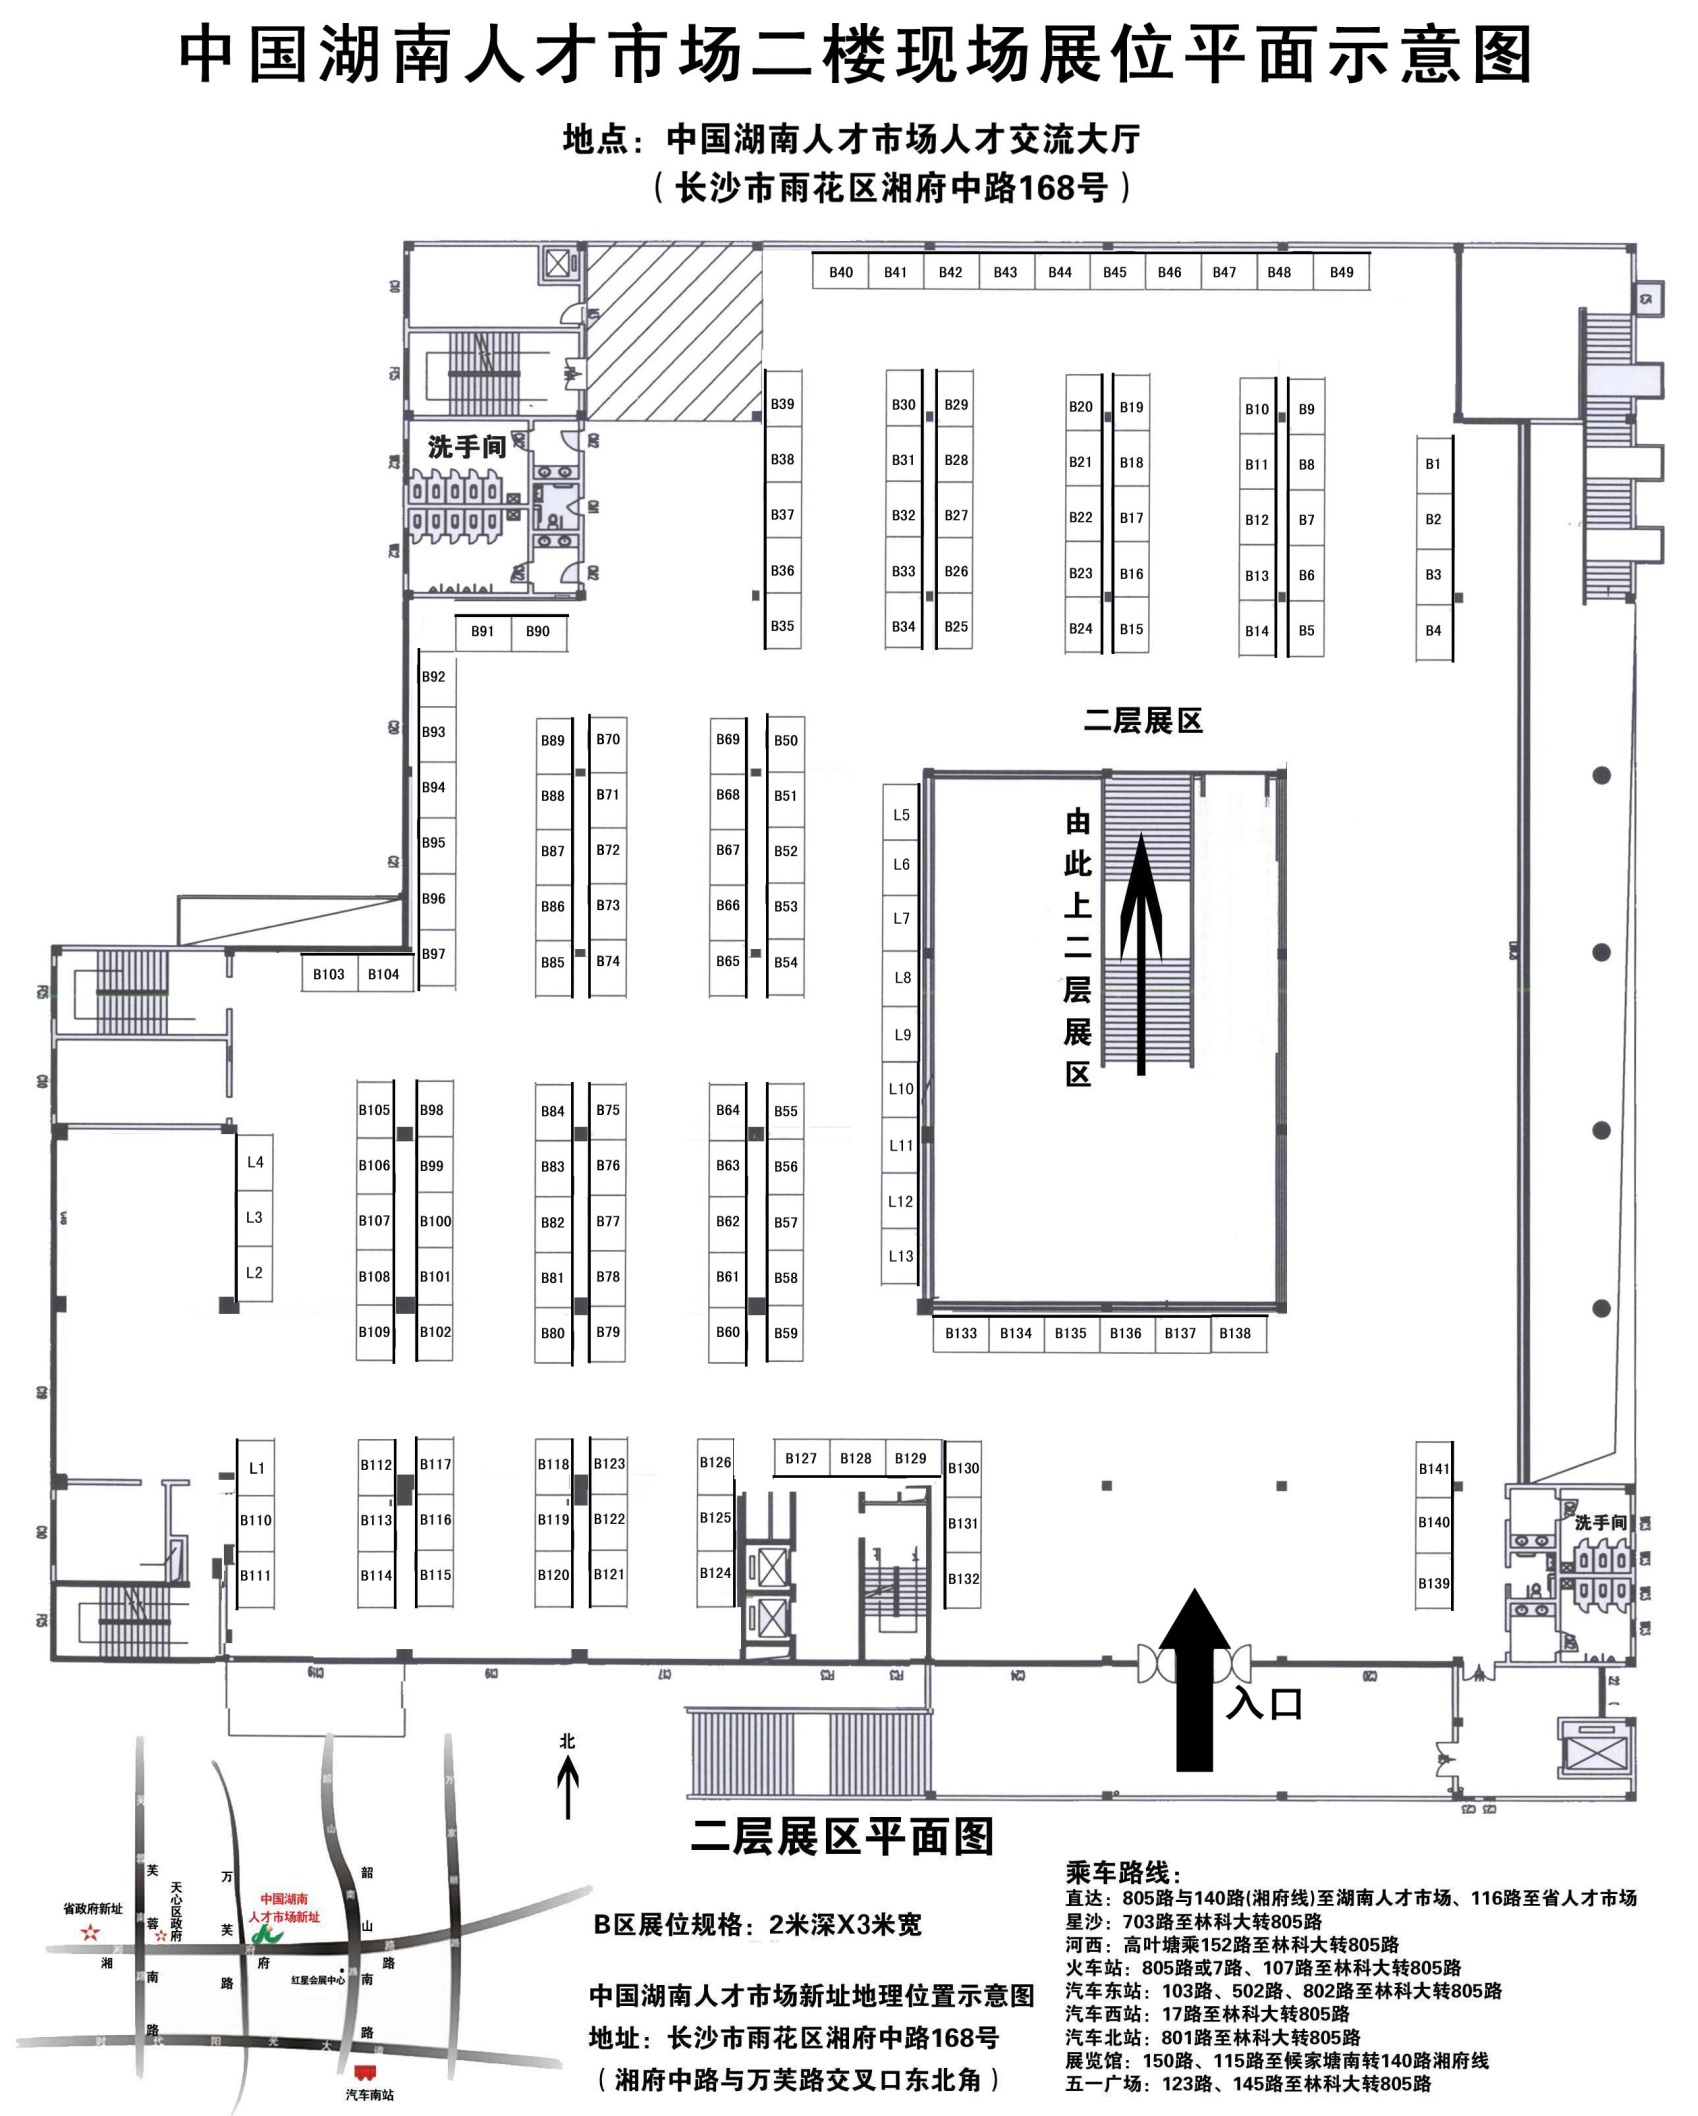 中国湖南人才市场二楼现场展位平面示意图
地点：中国湖南人才市场人才交流大厅
（长沙市雨花区湘府中路168号）
B40 B41 B42 B43 B44 B45 B46 B47 B48 B49
洗手间
B39 B30 B29 B20 B19 B10 B9
B38 B31 B28 B21 B18 B11 B8 B1
B37 B32 B27 B22 B17 B12 B7 B2
B36 B33 B26 B23 B16 B13 B6 B3
B35 B34 B25 B24 B15 B14 B5 B4
B91 B90
B92
B93
B94
B95
B96
B97
B103 B104
二层展区
B89 B70 B69 B50
B88 B71 B68 B51
B87 B72 B67 B52
B86 B73 B66 B53
B85 B74 B65 B54
L5
L6
L7
L8
L9
L10
L11
L12
L13
由此上二层展区
B105 B98 B84 B75 B64 B55
B106 B99 B83 B76 B63 B56
B107 B100 B82 B77 B62 B57
B108 B101 B81 B78 B61 B58
B109 B102 B80 B79 B60 B59
L4
L3
L2
B133 B134 B135 B136 B137 B138
L1 B112 B117 B118 B123 B126 B127 B128 B129 B130 B141
B110 B113 B116 B119 B122 B125 B131 B140
B111 B114 B115 B120 B121 B124 B132 B139
洗手间
入口
北
二层展区平面图
省政府新址
芙蓉南路
天心区政府
万芙路
中国湖南
人才市场新址
韶山南路
湘府路
红星会展中心
汽车南站
B区展位规格：2米深X3米宽
中国湖南人才市场新址地理位置示意图
地址：长沙市雨花区湘府中路168号
（湘府中路与万芙路交叉口东北角）
乘车路线：
直达：805路与140路(湘府线)至湖南人才市场、116路至省人才市场
星沙：703路至林科大转805路
河西：高叶塘乘152路至林科大转805路
火车站：805路或7路、107路至林科大转805路
汽车东站：103路、502路、802路至林科大转805路
汽车西站：17路至林科大转805路
汽车北站：801路至林科大转805路
展览馆：150路、115路至候家塘南转140路湘府线
五一广场：123路、145路至林科大转805路